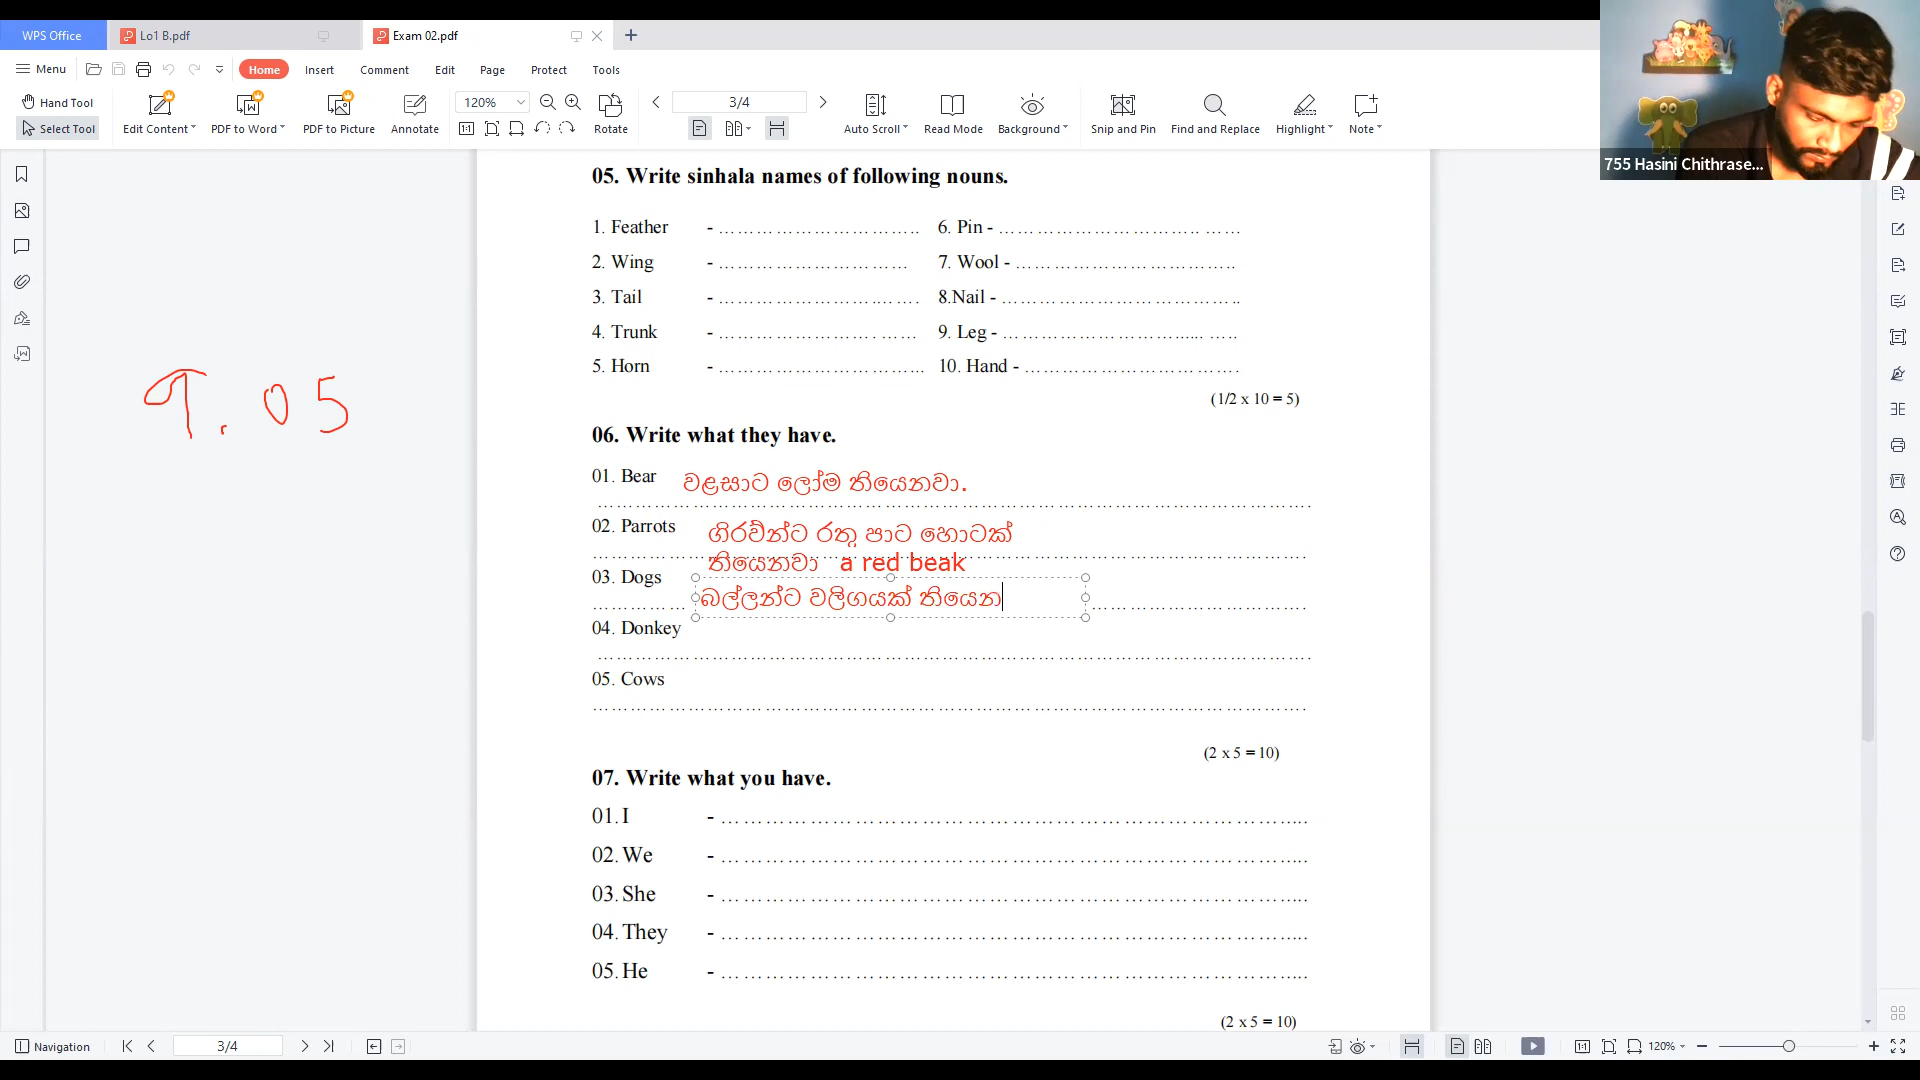 WPS Office
Lo1 B.pdf
Exam 02.pdf
Menu
Home
Insert
Comment
Edit
Page
Protect
Tools
Hand Tool
Select Tool
Edit Content
PDF to Word
PDF to Picture
Annotate
120%
Rotate
3/4
Auto Scroll
Read Mode
Background
Snip and Pin
Find and Replace
Highlight
Note
755 Hasini Chithrase...
05. Write sinhala names of following nouns.
1. Feather - ………………………….. 6. Pin - ………………………….. ……
2. Wing - ………………………… 7. Wool - ……………………………..
3. Tail - …………………….…… . 8.Nail - ………………………………..
4. Trunk - …………………… . …… 9. Leg - ………………………...... …..
5. Horn - …………………………... 10. Hand - …………………………….
(1/2 x 10 = 5)
9. 05
06. Write what they have.
01. Bear වළසාට ලෝම තියෙනවා.
02. Parrots ගිරව්න්ට රතු පාට හොටක්
තියෙනවා a red beak
03. Dogs
බල්ලන්ට වලිගයක් තියෙන
04. Donkey
05. Cows
(2 x 5 = 10)
07. Write what you have.
01. I - ………………………………………………………………………...
02. We - ………………………………………………………………………...
03. She - ………………………………………………………………………...
04. They - ………………………………………………………………………...
05. He - ………………………………………………………………………...
(2 x 5 = 10)
Navigation
3/4
120%